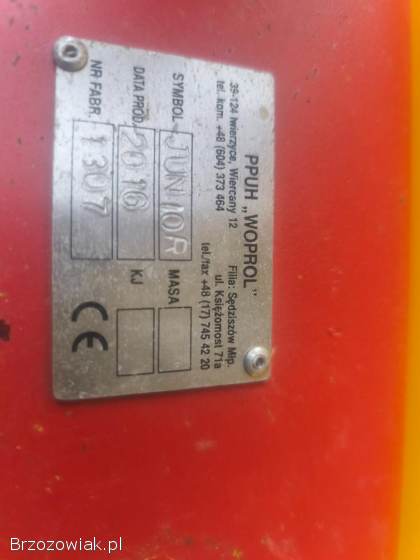 PPUH „WOPROL"
39-124 Iwierzyce, Wiercany 12
tel. kom. +48 (604) 373 464
Filia: Sędziszów Młp.
ul. Księżomost 71a
tel./fax +48 (17) 745 42 20
SYMBOL JUNIOR MASA
DATA PROD. 2016 KJ
NR FABR. 1307 CE
Brzozowiak.pl